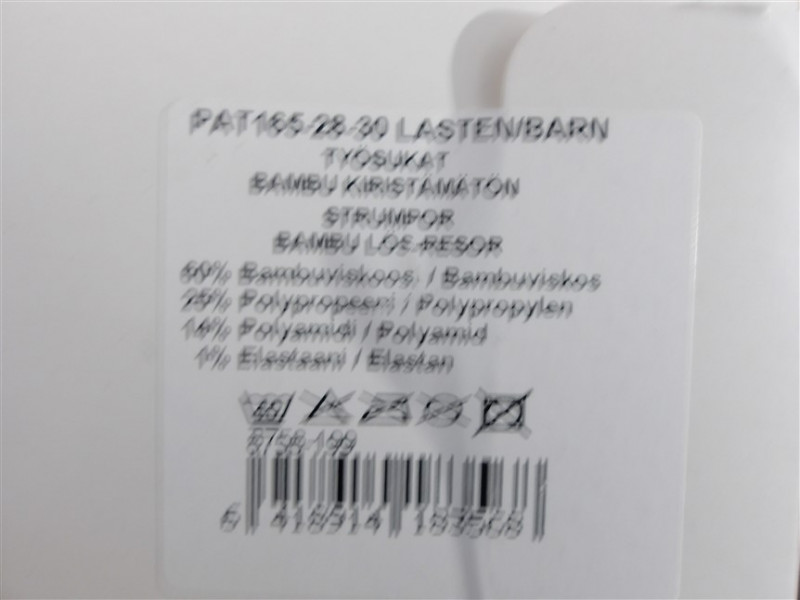 PAT165-28-30 LASTEN/BARN
TYÖSUKAT
BAMBU KIRISTÄMÄTÖN
STRUMPOR
BAMBU LÖS RESOR
60% Bambuviskoosi / Bambuviskos
25% Polypropeeni / Polypropylen
14% Polyamidi / Polyamid
1% Elastaani / Elastan
40
6 418914 183568